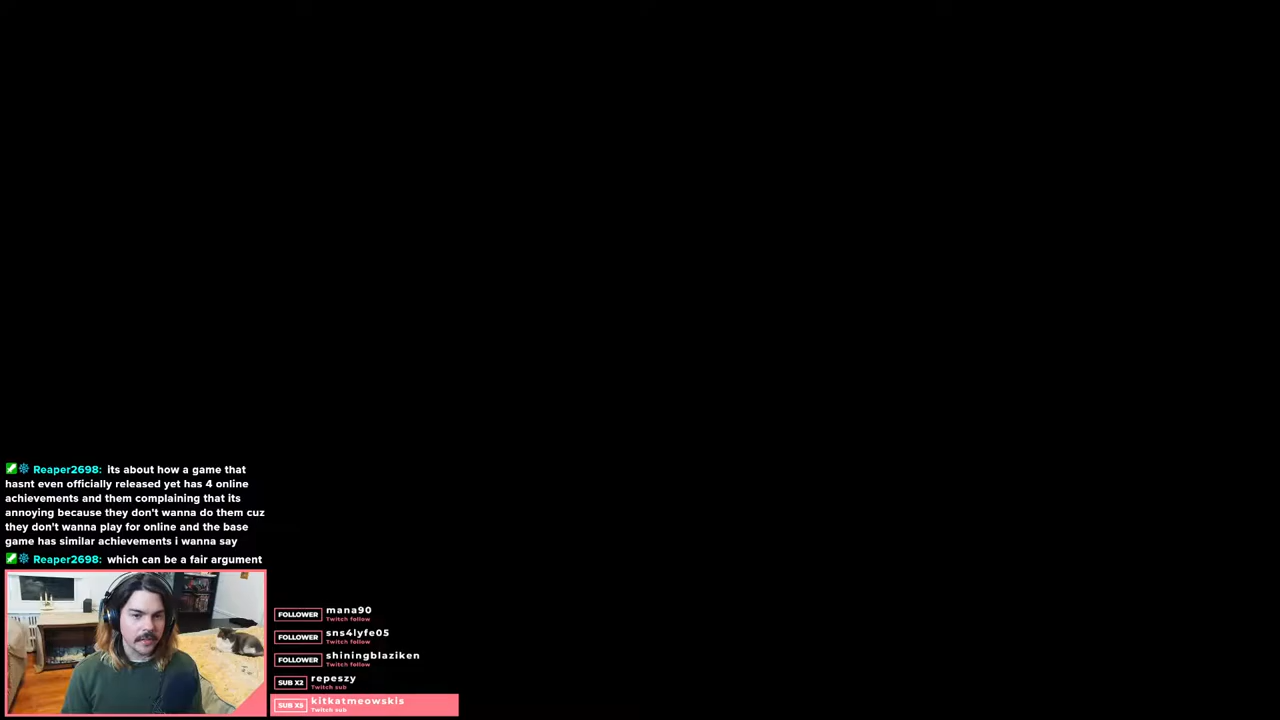 Reaper2698: its about how a game that
hasnt even officially released yet has 4 online
achievements and them complaining that its
annoying because they don't wanna do them cuz
they don't wanna play for online and the base
game has similar achievements i wanna say
Reaper2698: which can be a fair argument
FOLLOWER mana90
Twitch follow
FOLLOWER sns4lyfe05
Twitch follow
FOLLOWER shiningblaziken
Twitch follow
SUB X2 repeszy
Twitch sub
SUB X5 kitkatmeowskis
Twitch sub